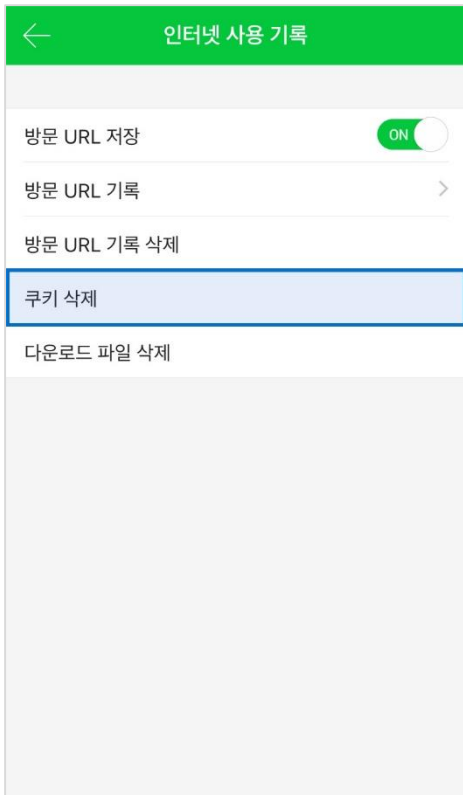 인터넷 사용 기록
방문 URL 저장 ON
방문 URL 기록
방문 URL 기록 삭제
쿠키 삭제
다운로드 파일 삭제